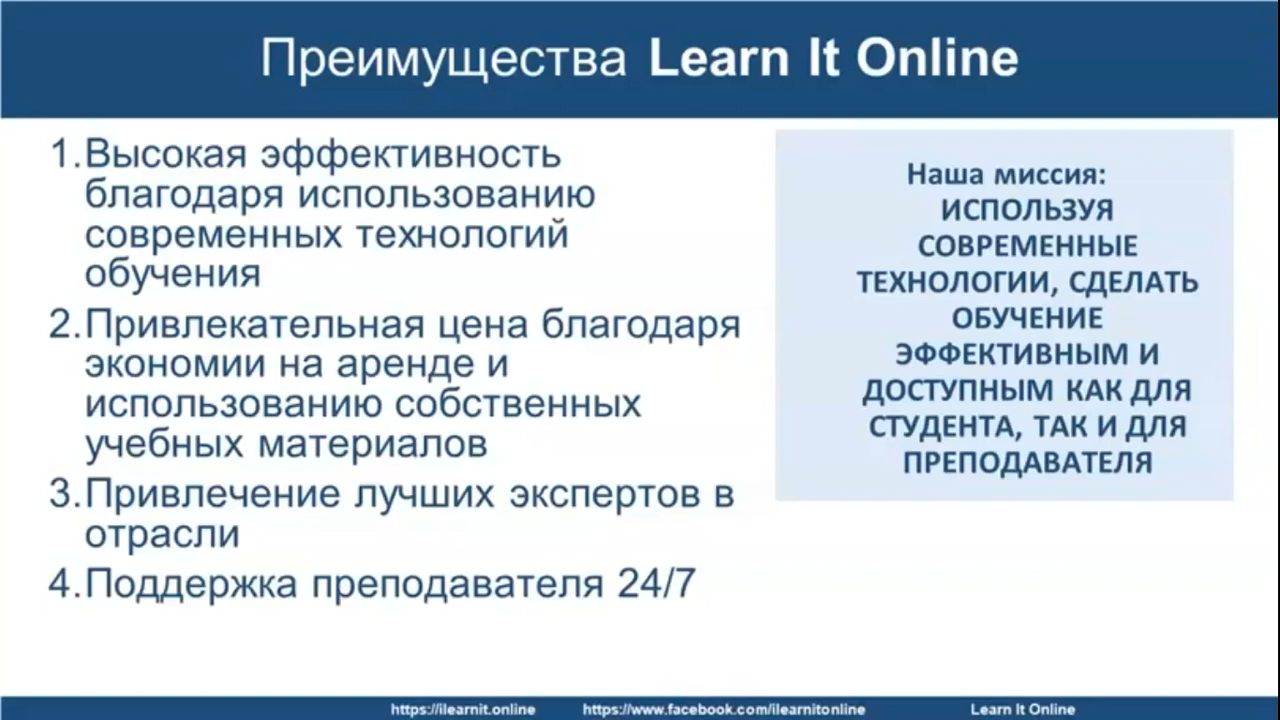 Преимущества Learn It Online
1.Высокая эффективность
благодаря использованию
современных технологий
обучения
2.Привлекательная цена благодаря
экономии на аренде и
использованию собственных
учебных материалов
3.Привлечение лучших экспертов в
отрасли
4.Поддержка преподавателя 24/7
Наша миссия:
ИСПОЛЬЗУЯ
СОВРЕМЕННЫЕ
ТЕХНОЛОГИИ, СДЕЛАТЬ
ОБУЧЕНИЕ
ЭФФЕКТИВНЫМ И
ДОСТУПНЫМ КАК ДЛЯ
СТУДЕНТА, ТАК И ДЛЯ
ПРЕПОДАВАТЕЛЯ
https://ilearnit.online https://www.facebook.com/ilearnitonline Learn It Online